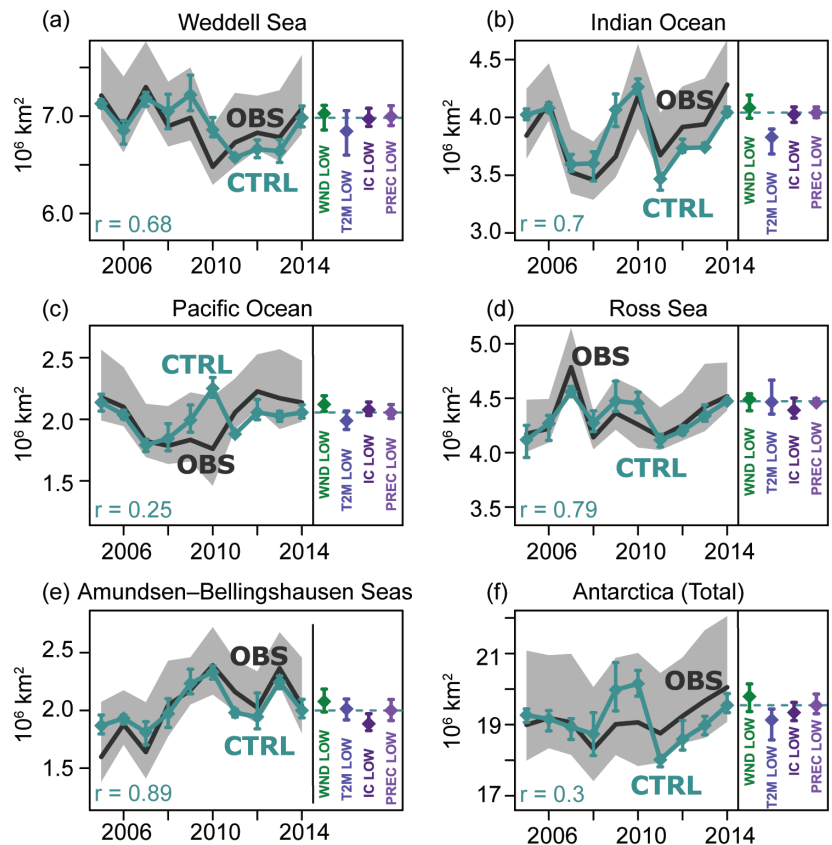 (a) Weddell Sea
7.0
6.0
10⁶ km²
OBS
CTRL
r = 0.68
WND LOW
T2M LOW
IC LOW
PREC LOW
2006 2010 2014
(b) Indian Ocean
4.5
4.0
3.5
3.0
10⁶ km²
OBS
CTRL
r = 0.7
WND LOW
T2M LOW
IC LOW
PREC LOW
2006 2010 2014
(c) Pacific Ocean
2.5
2.0
1.5
10⁶ km²
CTRL
OBS
r = 0.25
WND LOW
T2M LOW
IC LOW
PREC LOW
2006 2010 2014
(d) Ross Sea
5.0
4.5
4.0
3.5
10⁶ km²
OBS
CTRL
r = 0.79
WND LOW
T2M LOW
IC LOW
PREC LOW
2006 2010 2014
(e) Amundsen–Bellingshausen Seas
2.5
2.0
1.5
10⁶ km²
OBS
CTRL
r = 0.89
WND LOW
T2M LOW
IC LOW
PREC LOW
2006 2010 2014
(f) Antarctica (Total)
21
20
19
17
10⁶ km²
OBS
CTRL
r = 0.3
WND LOW
T2M LOW
IC LOW
PREC LOW
2006 2010 2014